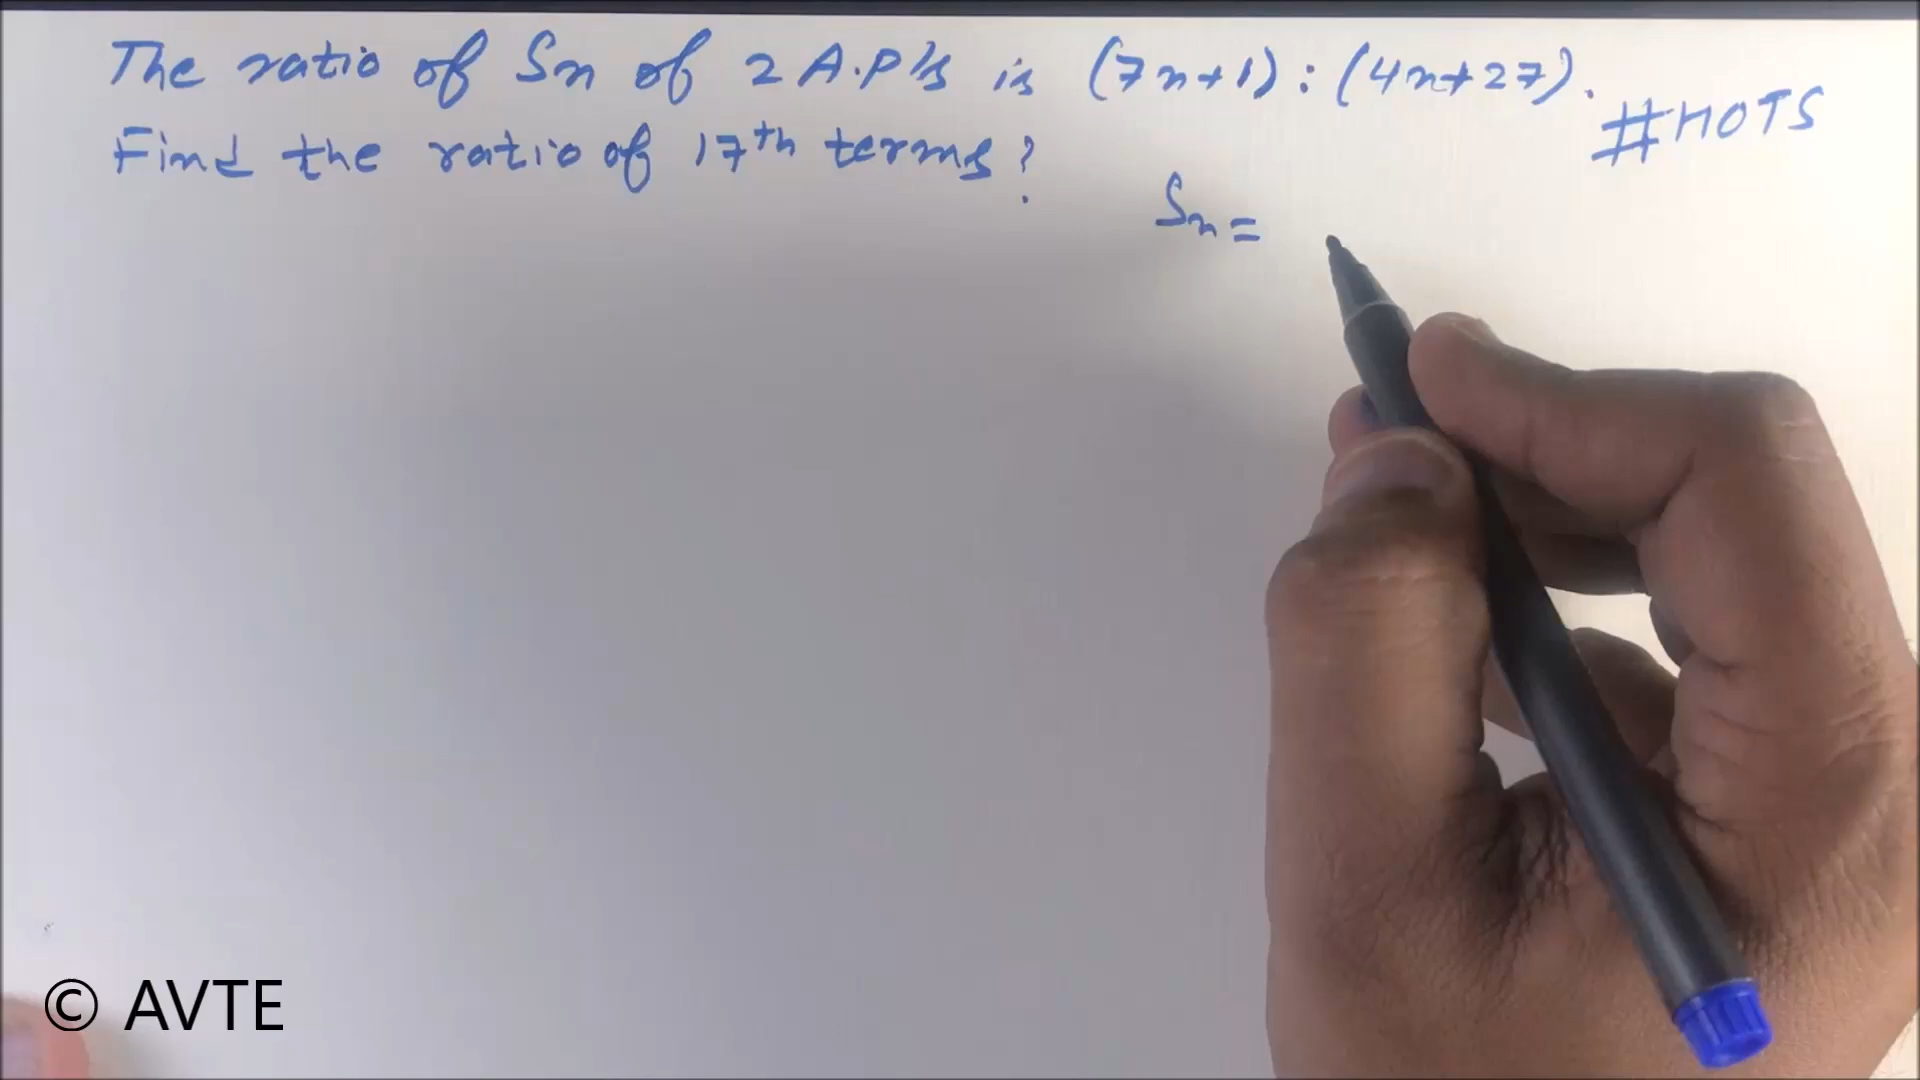 The ratio of Sn of 2 A.P's is (7n+1) : (4n+27).
#HOTS
Find the ratio of 17th terms?
Sn =
© AVTE